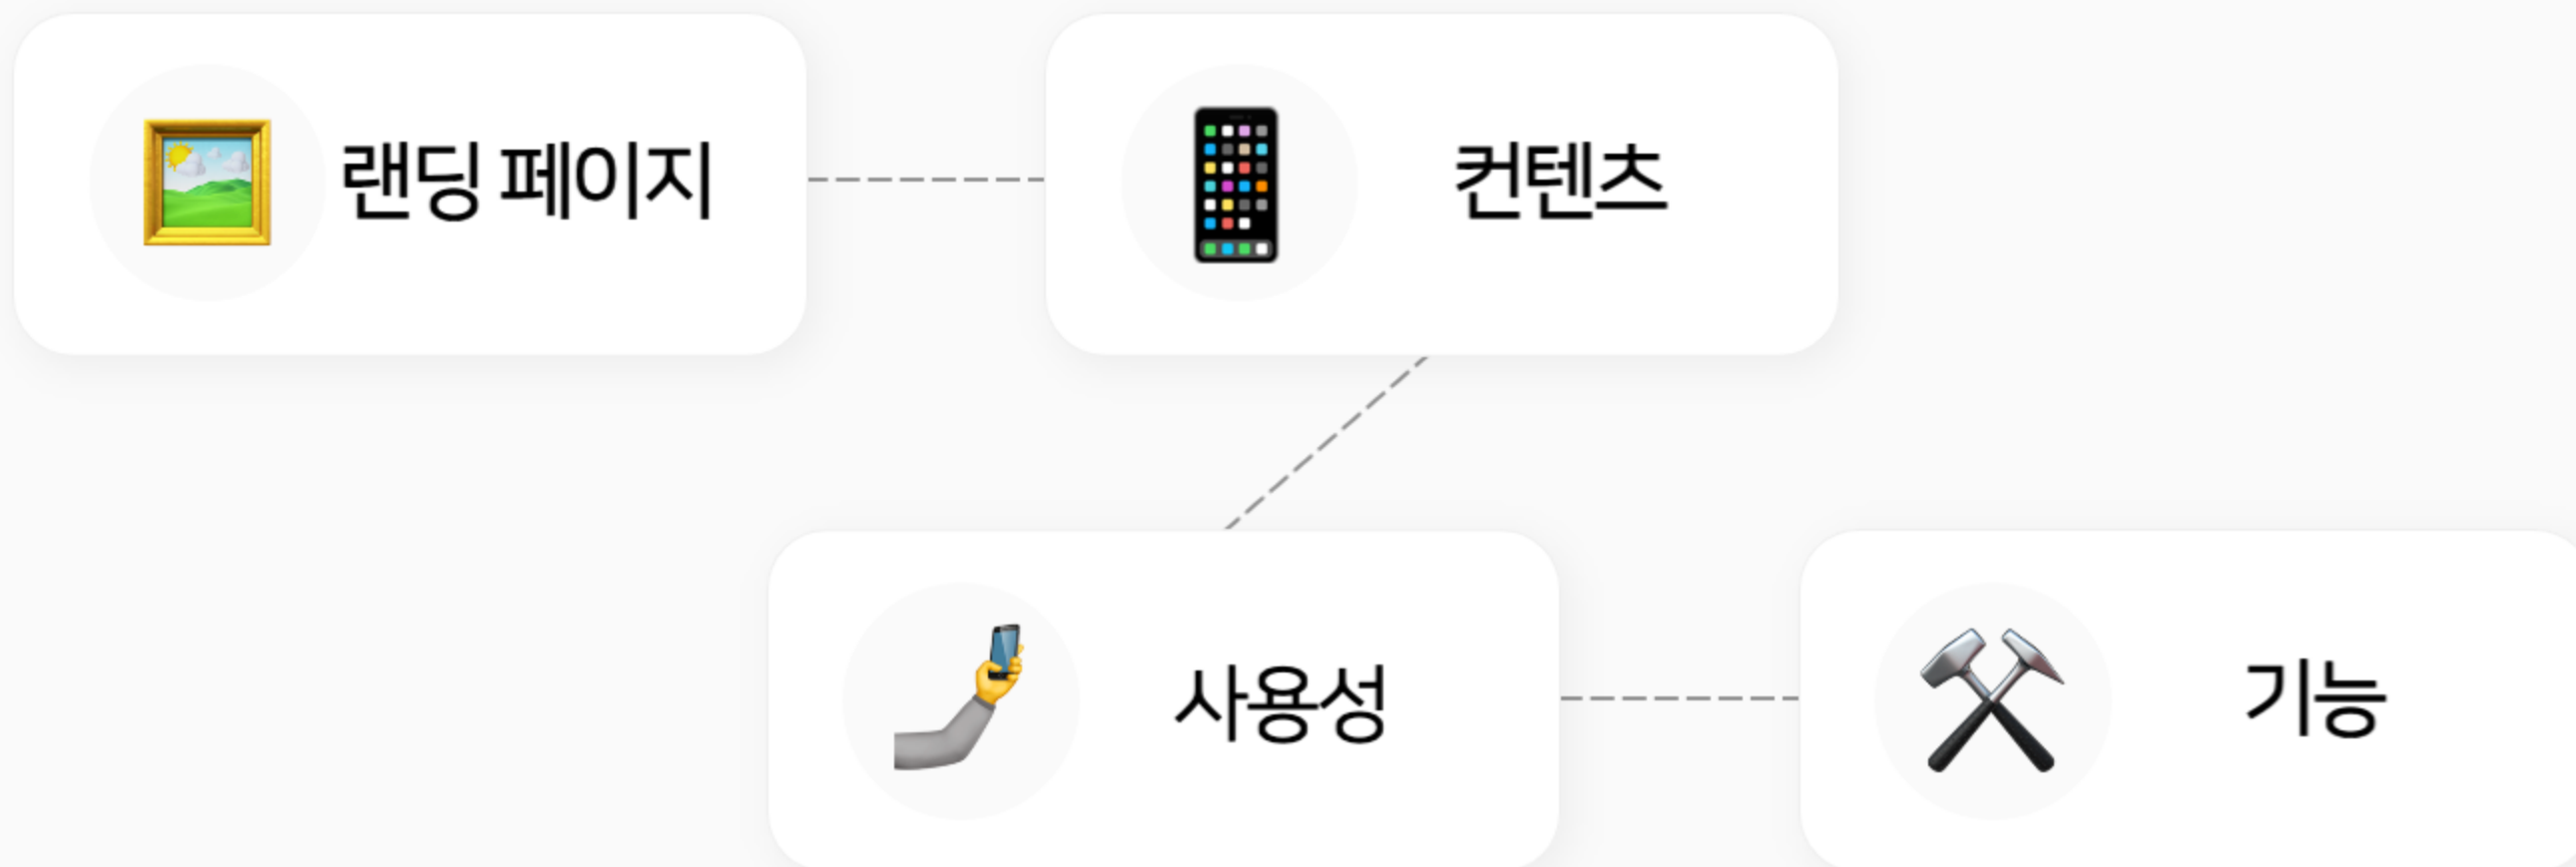 랜딩 페이지
컨텐츠
사용성
기능